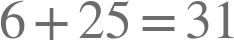 6 + 25 = 31